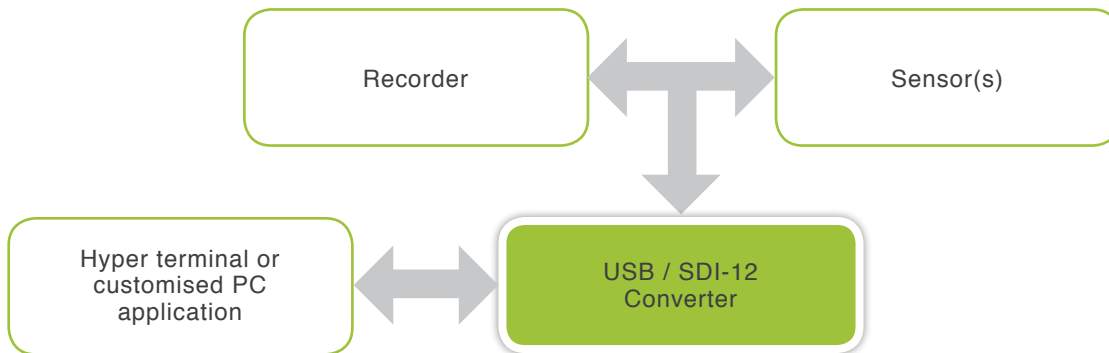 Recorder
Sensor(s)
Hyper terminal or
customised PC
application
USB / SDI-12
Converter